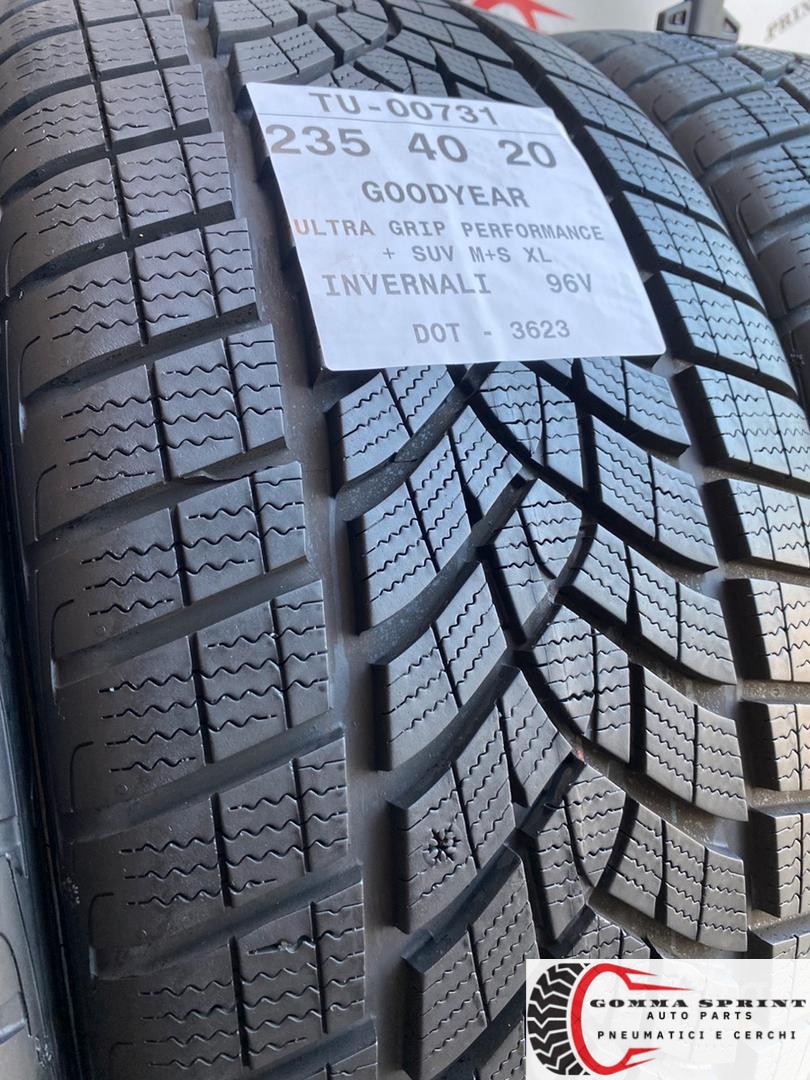 TU-00731
235 40 20
GOODYEAR
ULTRA GRIP PERFORMANCE
+ SUV M+S XL
INVERNALI 96V
DOT - 3623
GOMMA SPRINT
AUTO PARTS
PNEUMATICI E CERCHI